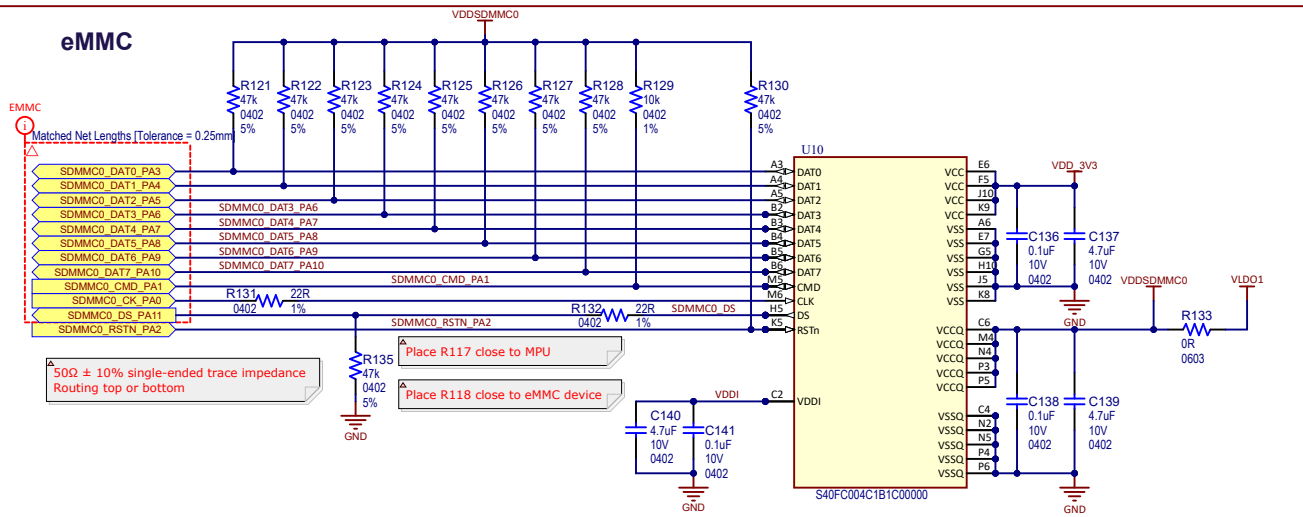 VDDSDMMC0
eMMC
R121
47k
0402
5%
R122
47k
0402
5%
R123
47k
0402
5%
R124
47k
0402
5%
R125
47k
0402
5%
R126
47k
0402
5%
R127
47k
0402
5%
R128
47k
0402
5%
R129
10k
0402
1%
R130
47k
0402
5%
EMMC
i
Matched Net Lengths [Tolerance = 0.25mm]
SDMMC0_DAT0_PA3
SDMMC0_DAT1_PA4
SDMMC0_DAT2_PA5
SDMMC0_DAT3_PA6
SDMMC0_DAT4_PA7
SDMMC0_DAT5_PA8
SDMMC0_DAT6_PA9
SDMMC0_DAT7_PA10
SDMMC0_CMD_PA1
SDMMC0_CK_PA0
SDMMC0_DS_PA11
SDMMC0_RSTN_PA2
SDMMC0_DAT3_PA6
SDMMC0_DAT4_PA7
SDMMC0_DAT5_PA8
SDMMC0_DAT6_PA9
SDMMC0_DAT7_PA10
SDMMC0_CMD_PA1
R131
0402
22R
1%
R132
0402
22R
1%
SDMMC0_DS
SDMMC0_RSTN_PA2
R135
47k
0402
5%
GND
50Ω ± 10% single-ended trace impedance
Routing top or bottom
Place R117 close to MPU
Place R118 close to eMMC device
U10
A3 DAT0
A4 DAT1
A5 DAT2
B2 DAT3
B3 DAT4
B4 DAT5
B5 DAT6
B6 DAT7
M5 CMD
M6 CLK
H5 DS
K5 RSTn
VDDI
C2 VDDI
VCC E6
VCC F5
VCC J10
VCC K9
VSS A6
VSS E7
VSS G5
VSS H10
VSS J5
VSS K8
VCCQ C6
VCCQ M4
VCCQ N4
VCCQ P3
VCCQ P5
VSSQ C4
VSSQ N2
VSSQ N5
VSSQ P4
VSSQ P6
S40FC004C1B1C00000
VDD_3V3
C136
0.1uF
10V
0402
C137
4.7uF
10V
0402
GND
VDDSDMMC0
VLDO1
R133
0R
0603
C138
0.1uF
10V
0402
C139
4.7uF
10V
0402
GND
C140
4.7uF
10V
0402
C141
0.1uF
10V
0402
GND